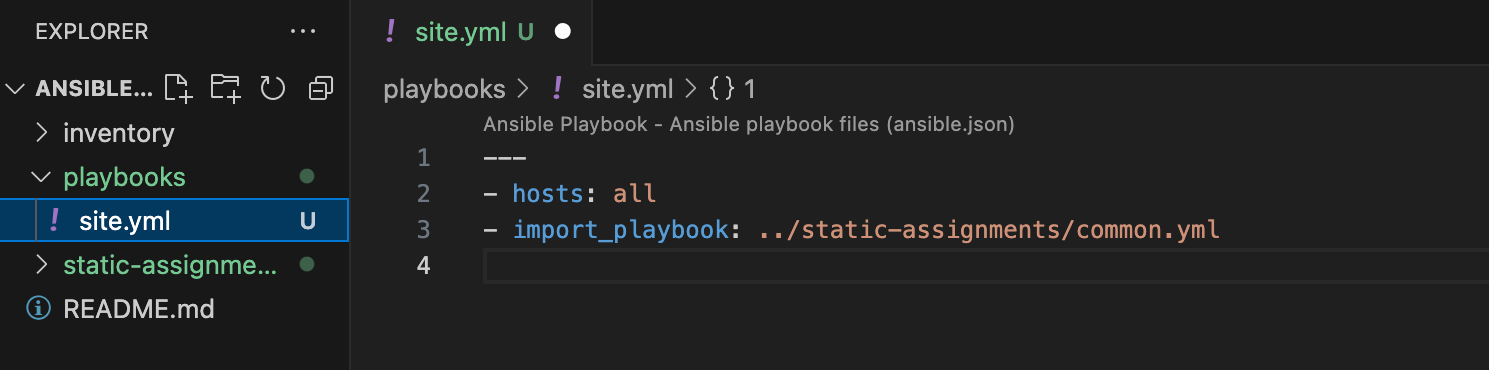 EXPLORER ...
ANSIBLE...
inventory
playbooks
! site.yml U
static-assignme...
README.md
! site.yml U
playbooks > ! site.yml > {} 1
Ansible Playbook - Ansible playbook files (ansible.json)
1 ---
2 - hosts: all
3 - import_playbook: ../static-assignments/common.yml
4